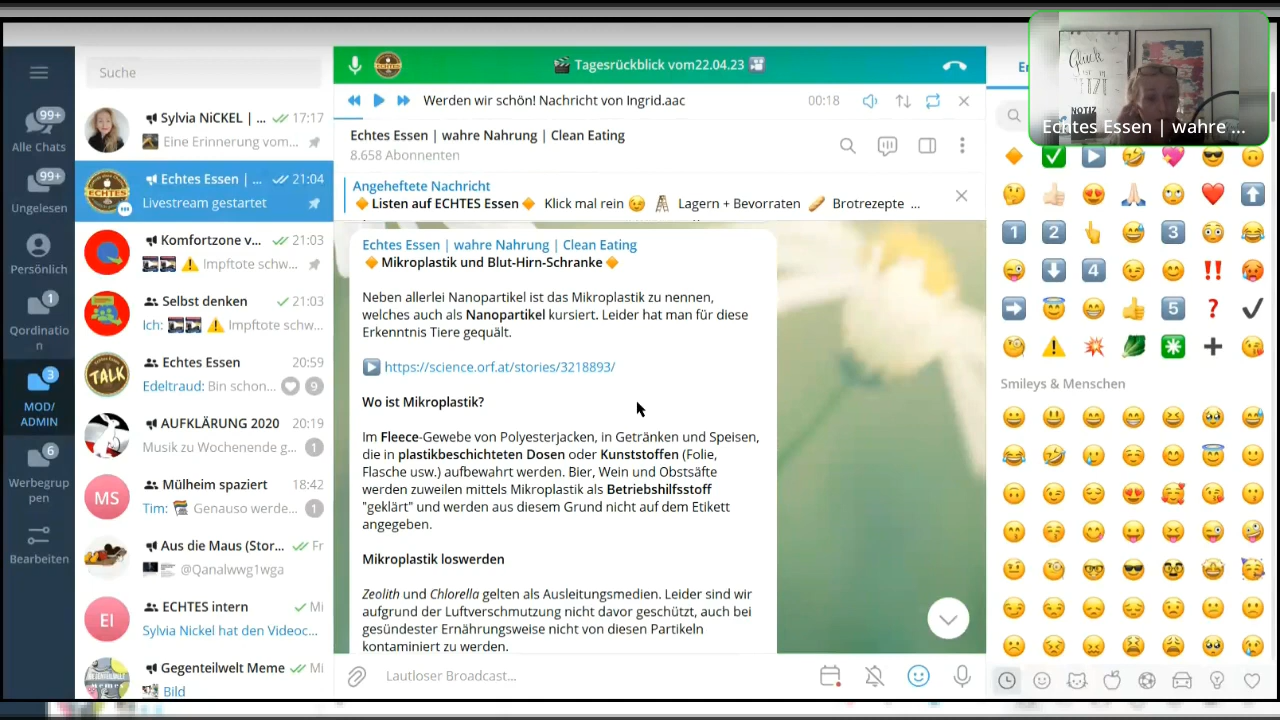 Suche
99+
Alle Chats
99+
Ungelesen
Persönlich
1
Qordinatio
n
3
MOD/
ADMIN
6
Werbegrup
pen
Bearbeiten
Sylvia NiCKEL | ... 17:17
Eine Erinnerung vom...
Echtes Essen | ... 21:04
Livestream gestartet
Komfortzone v... 21:03
Impftote schw...
Selbst denken 21:03
Ich: Impftote schw...
Echtes Essen 20:59
TALK
Edeltraud: Bin schon... 9
AUFKLÄRUNG 2020 20:19
Musik zu Wochenende g... 1
MS
Mülheim spaziert 18:42
Tim: Genauso werde... 1
Aus die Maus (Stor... Fr
@Qanalwwg1wga
EI
ECHTES intern Mi
Sylvia Nickel hat den Videoc...
Gegenteilwelt Meme Mi
Bild
Tagesrückblick vom22.04.23
Werden wir schön! Nachricht von Ingrid.aac 00:18
Echtes Essen | wahre Nahrung | Clean Eating
8.658 Abonnenten
Angeheftete Nachricht
🔶Listen auf ECHTES Essen🔶 Klick mal rein 😉 🪜 Lagern + Bevorraten 🥖 Brotrezepte ...
Echtes Essen | wahre Nahrung | Clean Eating
🔶Mikroplastik und Blut-Hirn-Schranke🔶
Neben allerlei Nanopartikel ist das Mikroplastik zu nennen,
welches auch als Nanopartikel kursiert. Leider hat man für diese
Erkenntnis Tiere gequält.
▶️ https://science.orf.at/stories/3218893/
Wo ist Mikroplastik?
Im Fleece-Gewebe von Polyesterjacken, in Getränken und Speisen,
die in plastikbeschichteten Dosen oder Kunststoffen (Folie,
Flasche usw.) aufbewahrt werden. Bier, Wein und Obstsäfte
werden zuweilen mittels Mikroplastik als Betriebshilfsstoff
"geklärt" und werden aus diesem Grund nicht auf dem Etikett
angegeben.
Mikroplastik loswerden
Zeolith und Chlorella gelten als Ausleitungsmedien. Leider sind wir
aufgrund der Luftverschmutzung nicht davor geschützt, auch bei
gesündester Ernährungsweise nicht von diesen Partikeln
kontaminiert zu werden.
Lautloser Broadcast...
Glück
NOTIZ
Echtes Essen | wahre ...
1 2 3
4
5
Smileys & Menschen